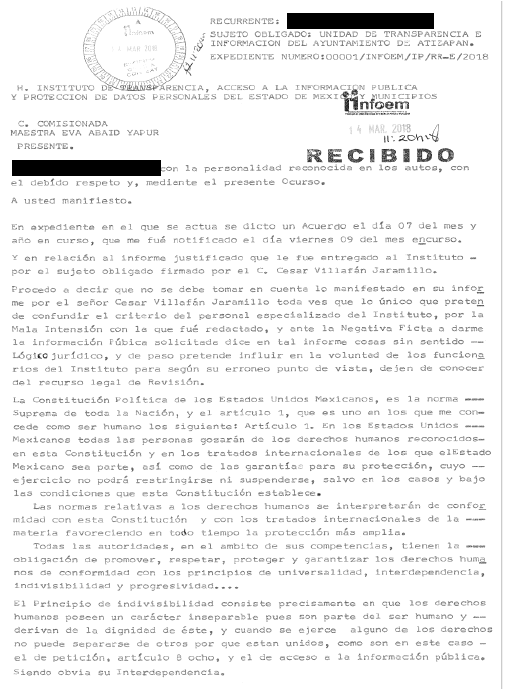 RECURRENTE:
SUJETO OBLIGADO: UNIDAD DE TRANSPARENCIA E
INFORMACIÓN DEL AYUNTAMIENTO DE ATIZAPAN.
EXPEDIENTE NUMERO:00001/INFOEM/IP/RR-E/2018
infoem
14 MAR. 2018
H. INSTITUTO DE TRANSPARENCIA, ACCESO A LA INFORMACION PUBLICA
Y PROTECCION DE DATOS PERSONALES DEL ESTADO DE MEXICO Y MUNICIPIOS
infoem
C. COMISIONADA
MAESTRA EVA ABAID YAPUR
PRESENTE.
14 MAR. 2018
RECIBIDO
con la personalidad reconocida en los autos, con
el debido respeto y, mediante el presente Ocurso.
A usted manifiesto.
En expediente en el que se actua se dicto un Acuerdo el día 07 del mes y
año en curso, que me fué notificado el día viernes 09 del mes encurso.
Y en relación al informe justificado que le fue entregado al Instituto -
por el sujeto obligado firmado por el C. Cesar Villafán Jaramillo.
Procedo a decir que no se debe tomar en cuenta lo manifestado en su infor
me por el señor Cesar Villafán Jaramillo toda ves que lo único que preten
de confundir el criterio del personal especializado del Instituto, por la
Mala Intensión con la que fué redactado, y ante la Negativa Ficta a darme
la información Púbica solicitada dice en tal informe cosas sin sentido --
Lógico jurídico, y de paso pretende influir en la voluntad de los funciona
rios del Instituto para según su erroneo punto de vista, dejen de conocer
del recurso legal de Revisión.
La Constitución Política de los Estados Unidos Mexicanos, es la norma ---
Suprema de toda la Nación, y el artículo 1, que es uno en los que me con-
cede como ser humano los siguiente: Artículo 1. En los Estados Unidos ---
Mexicanos todas las personas gosarán de los derechos humanos reconocidos-
en esta Constitución y en los tratados internacionales de los que elEstado
Mexicano sea parte, así como de las garantías para su protección, cuyo --
ejercicio no podrá restringirse ni suspenderse, salvo en los casos y bajo
las condiciones que esta Constitución establece.
Las normas relativas a los derechos humanos se interpretarán de confor
midad con esta Constitución y con los tratados internacionales de la ---
materia favoreciendo en todo tiempo la protección más amplia.
Todas las autoridades, en el ambito de sus competencias, tienen la ---
obligación de promover, respetar, proteger y garantizar los derechos huma
nos de conformidad con los principios de universalidad, interdependencia,
indivisibilidad y progresividad....
El Principio de indivisibilidad consiste precisamente en que los derechos
humanos poseen un carácter inseparable pues son parte del ser humano y --
derivan de la dignidad de éste, y cuando se ejerce alguno de los derechos
no puede separerse de otros por que estan unidos, como son en este caso -
el de petición, artículo 8 ocho, y el de acceso a la información pública.
Siendo obvia su Interdependencia.